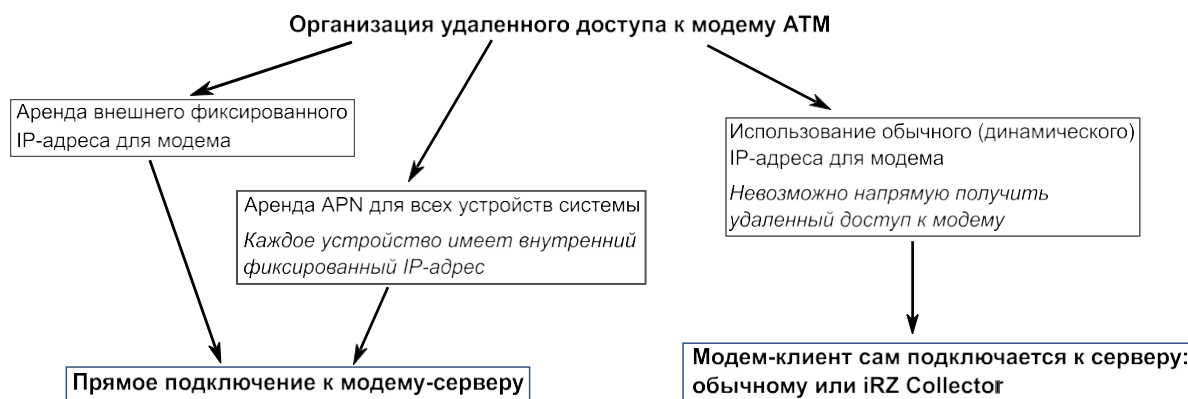 Организация удаленного доступа к модему ATM
Аренда внешнего фиксированного
IP-адреса для модема
Аренда APN для всех устройств системы
Каждое устройство имеет внутренний
фиксированный IP-адрес
Использование обычного (динамического)
IP-адреса для модема
Невозможно напрямую получить
удаленный доступ к модему
Прямое подключение к модему-серверу
Модем-клиент сам подключается к серверу:
обычному или iRZ Collector